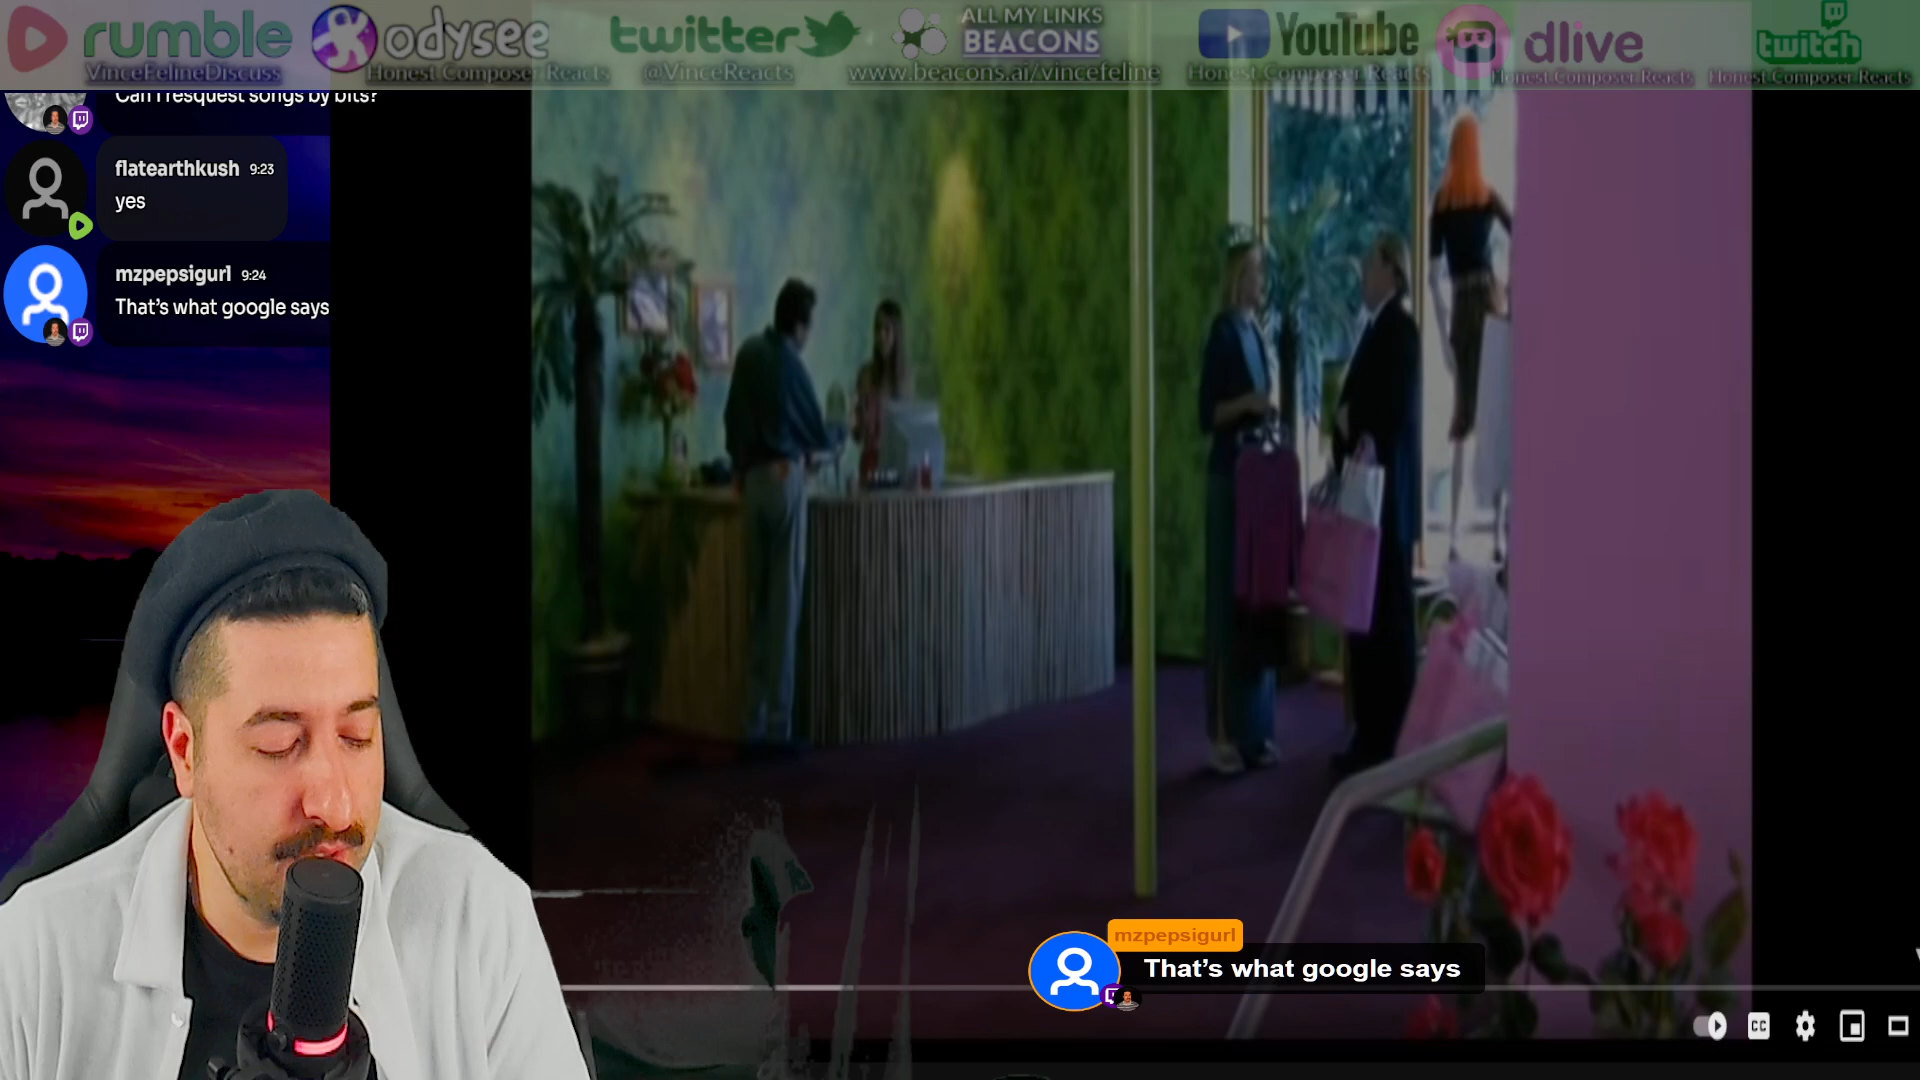 rumble
VinceFelineDiscuss
odysee
Honest Composer Reacts
twitter
@VinceReacts
ALL MY LINKS
BEACONS
www.beacons.ai/vincefeline
YouTube
Honest Composer Reacts
dlive
Honest Composer Reacts
twitch
Honest Composer Reacts
Can I resquest songs by bits?
flatearthkush 9:23
yes
mzpepsigurl 9:24
That’s what google says
mzpepsigurl
That’s what google says
CC